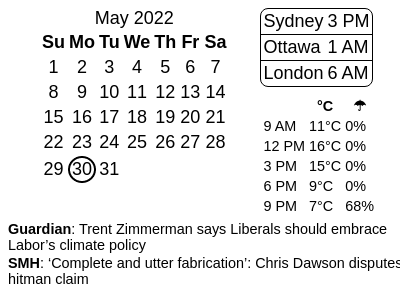 May 2022
Su Mo Tu We Th Fr Sa
1 2 3 4 5 6 7
8 9 10 11 12 13 14
15 16 17 18 19 20 21
22 23 24 25 26 27 28
29 30 31
Sydney 3 PM
Ottawa 1 AM
London 6 AM
°C ☂
9 AM 11°C 0%
12 PM 16°C 0%
3 PM 15°C 0%
6 PM 9°C 0%
9 PM 7°C 68%
Guardian: Trent Zimmerman says Liberals should embrace
Labor’s climate policy
SMH: ‘Complete and utter fabrication’: Chris Dawson disputes
hitman claim